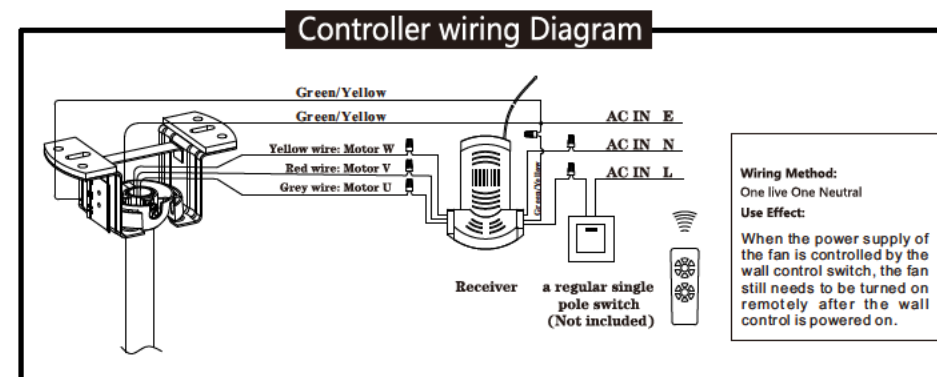 Controller wiring Diagram
Green/Yellow
Green/Yellow
AC IN E
Yellow wire: Motor W
AC IN N
Red wire: Motor V
AC IN L
Grey wire: Motor U
Green/Yellow
Receiver
a regular single
pole switch
(Not included)
Wiring Method:
One live One Neutral
Use Effect:
When the power supply of
the fan is controlled by the
wall control switch, the fan
still needs to be turned on
remotely after the wall
control is powered on.